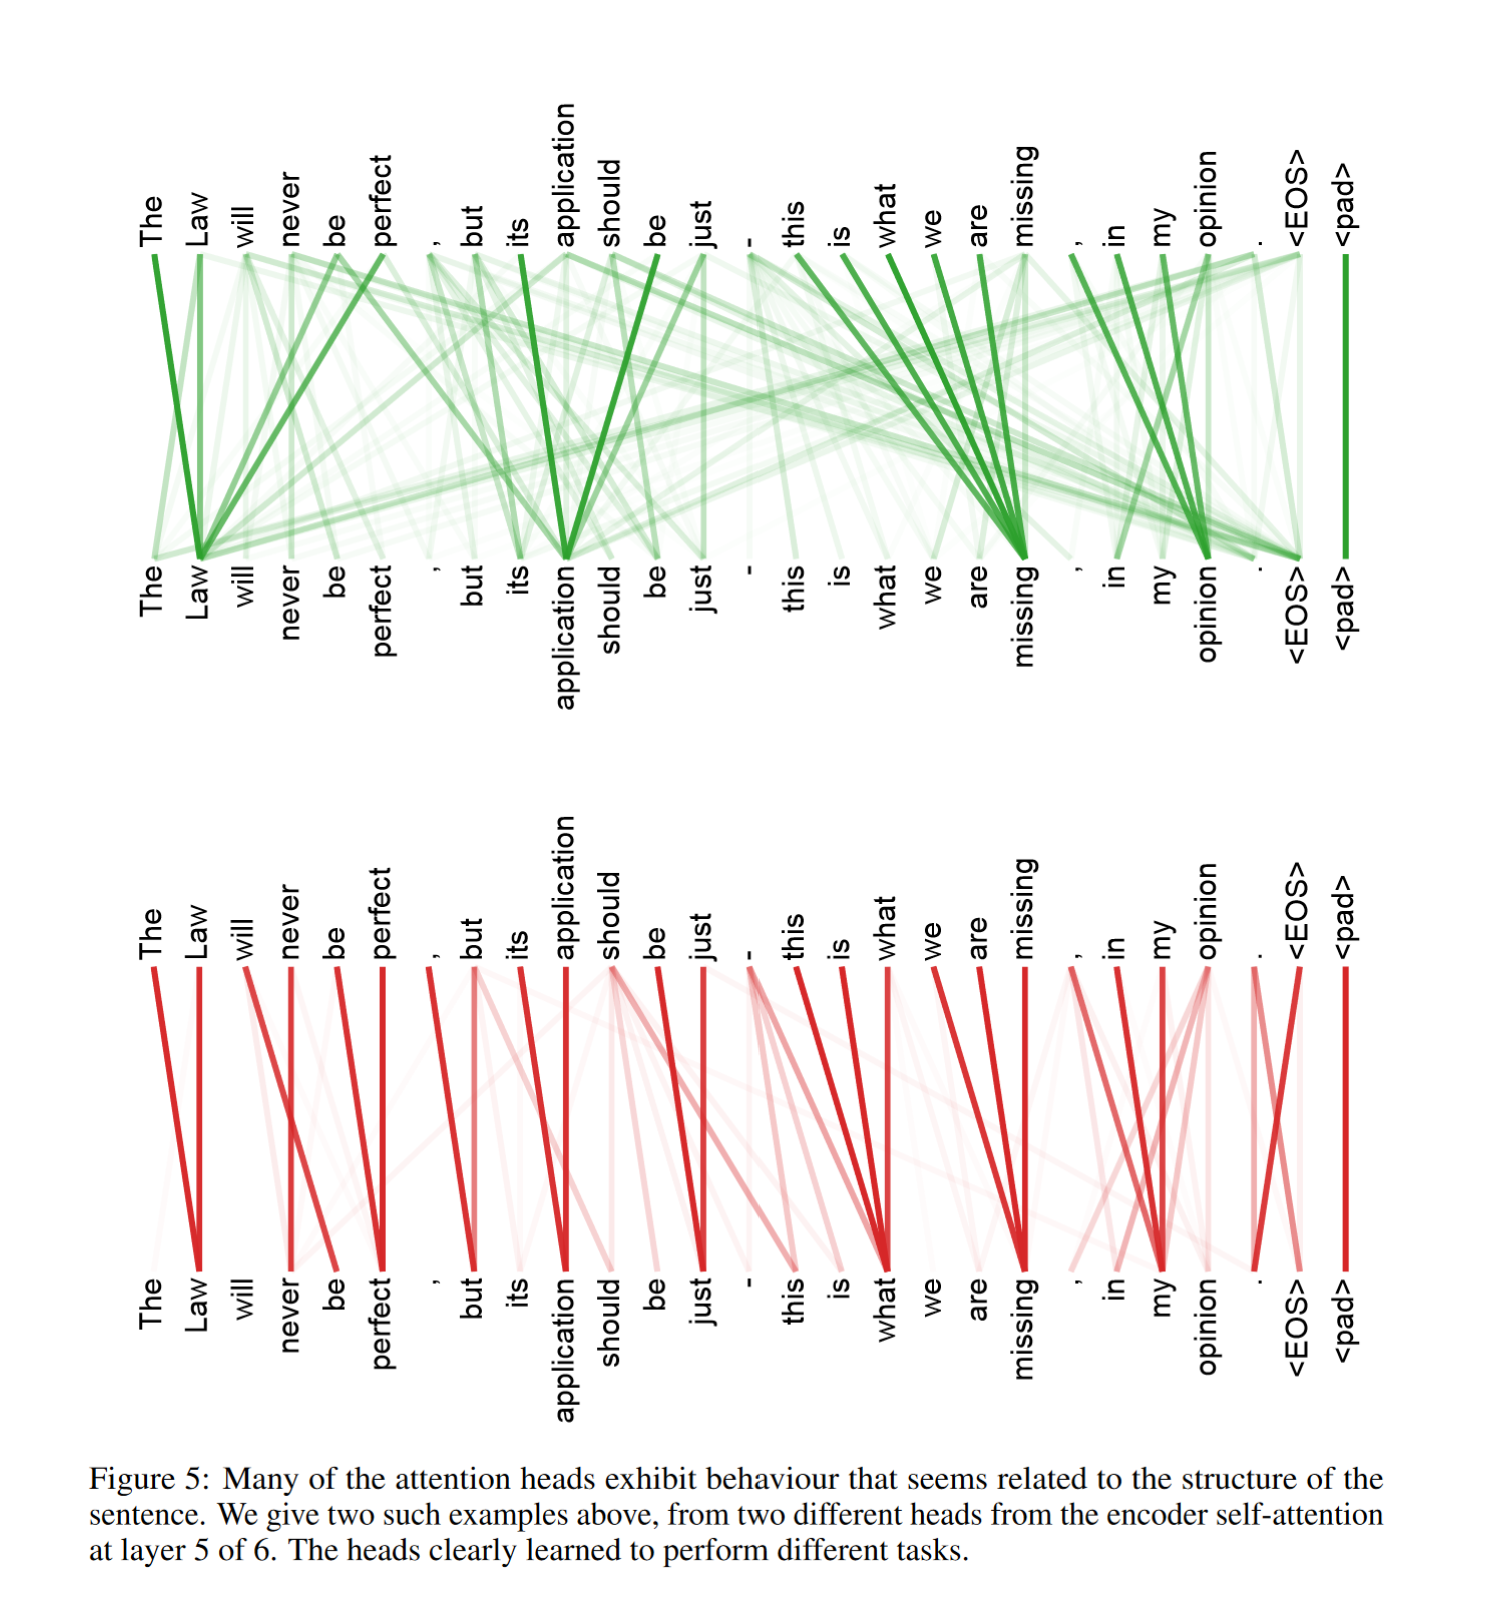 The Law will never be perfect , but its application should be just - this is what we are missing , in my opinion . <EOS> <pad>
The Law will never be perfect , but its application should be just - this is what we are missing , in my opinion . <EOS> <pad>
The Law will never be perfect , but its application should be just - this is what we are missing , in my opinion . <EOS> <pad>
The Law will never be perfect , but its application should be just - this is what we are missing , in my opinion . <EOS> <pad>
Figure 5: Many of the attention heads exhibit behaviour that seems related to the structure of the
sentence. We give two such examples above, from two different heads from the encoder self-attention
at layer 5 of 6. The heads clearly learned to perform different tasks.